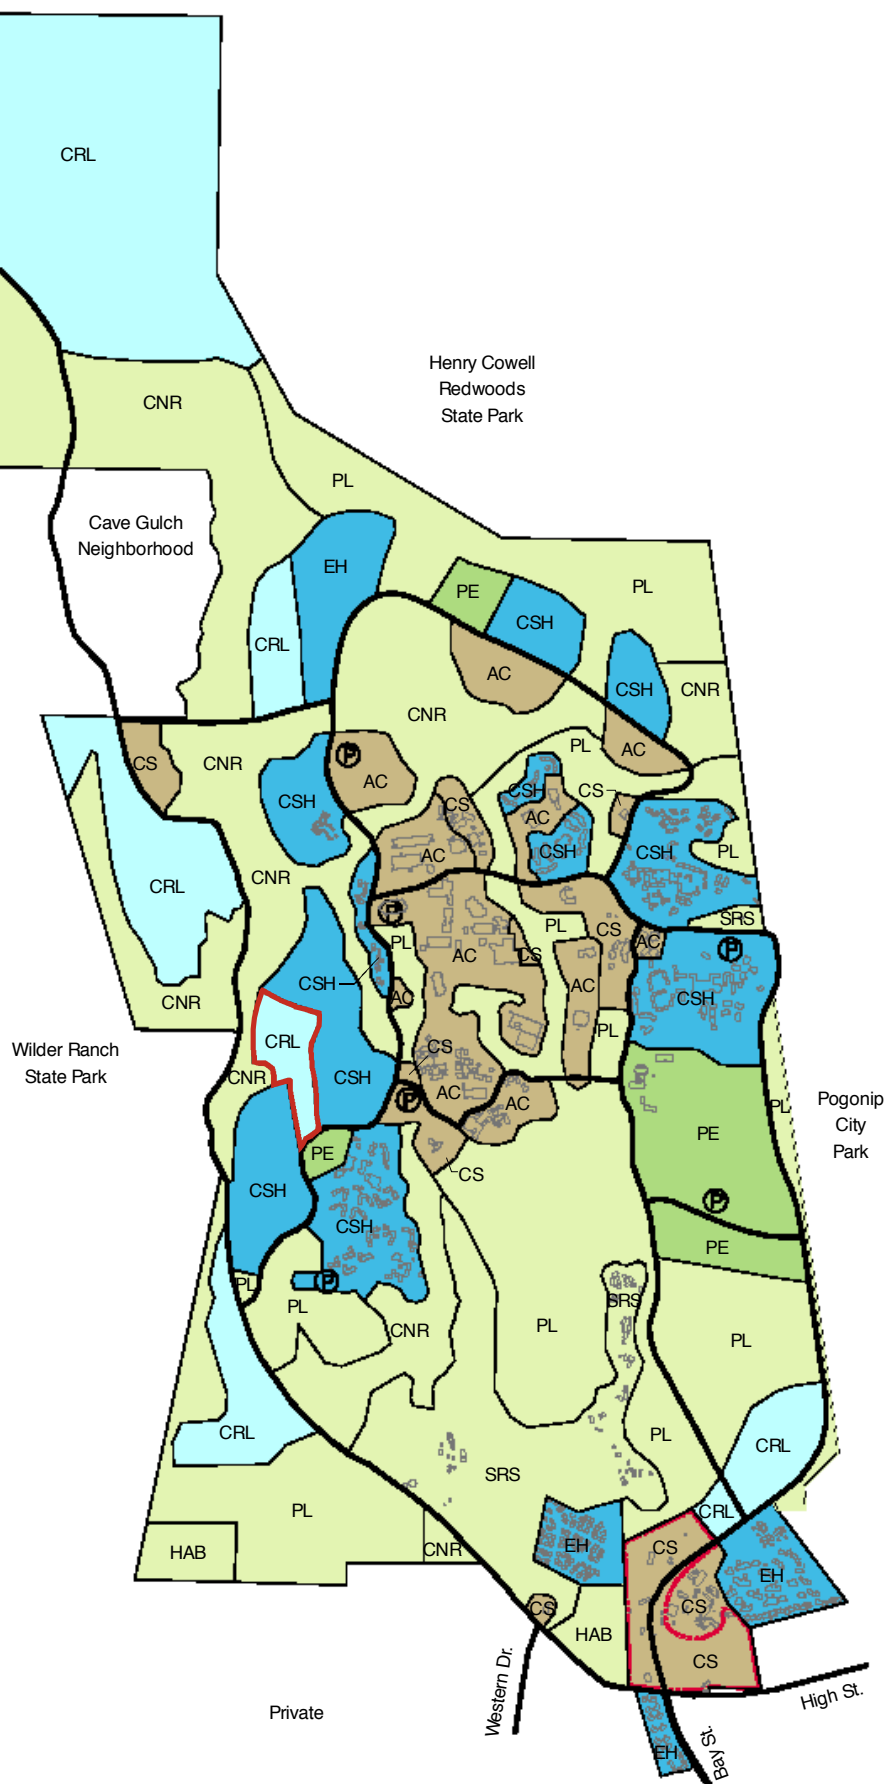 CRL
Henry Cowell
Redwoods
State Park
CNR
PL
Cave Gulch
Neighborhood
EH
PL
PE
CSH
CRL
AC
CSH
CNR
CNR
PL
AC
CS
CNR
P
AC
CSH
CS
CSH
CS
AC
CSH
AC
CSH
PL
CNR
CRL
P
PL
CS
SRS
PL
AC
CS
AC
P
CSH
AC
AC
CSH
CNR
PL
CRL
CS
Wilder Ranch
State Park
CNR
CSH
P
AC
AC
PL
Pogonip
City
Park
PE
PE
CS
CSH
CSH
P
PE
PL
P
PL
SRS
CNR
PL
PL
CRL
PL
CRL
SRS
PL
CRL
HAB
CNR
EH
CS
EH
CS
CS
HAB
CS
Western Dr.
High St.
Private
Bay St.
EH